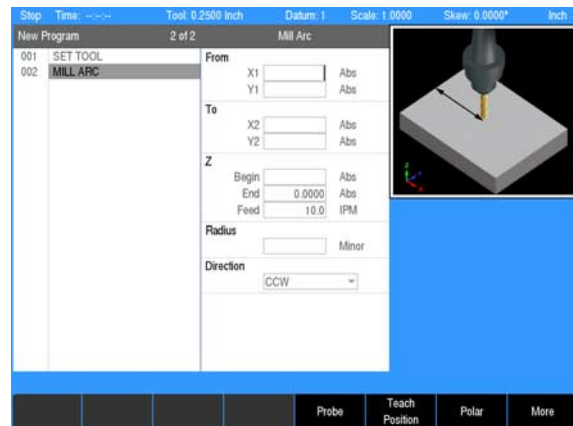 Stop Time: --:--:-- Tool: 0.2500 Inch Datum: 1 Scale: 1.0000 Skew: 0.0000° Inch
New Program 2 of 2 Mill Arc
001 SET TOOL
002 MILL ARC
From
X1 Abs
Y1 Abs
To
X2 Abs
Y2 Abs
Z
Begin Abs
End 0.0000 Abs
Feed 10.0 IPM
Radius
Minor
Direction
CCW
Probe Teach Position Polar More